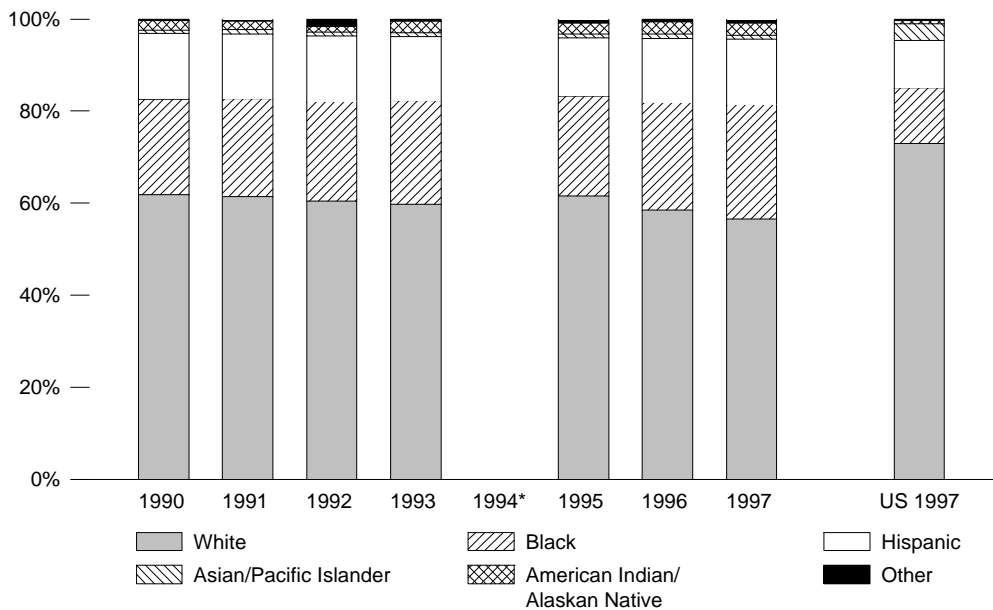 100%
80%
60%
40%
20%
0%
1990 1991 1992 1993 1994* 1995 1996 1997 US 1997
White Black Hispanic
Asian/Pacific Islander American Indian/ Other
Alaskan Native